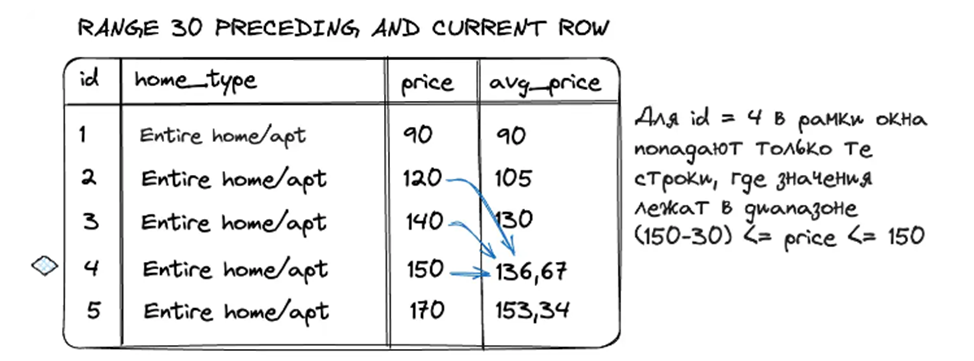 RANGE 30 PRECEDING AND CURRENT ROW
id home_type price avg_price
1 Entire home/apt 90 90
2 Entire home/apt 120 105
3 Entire home/apt 140 130
4 Entire home/apt 150 136,67
5 Entire home/apt 170 153,34
Для id = 4 в рамки окна
попадают только те
строки, где значения
лежат в диапазоне
(150-30) <= price <= 150